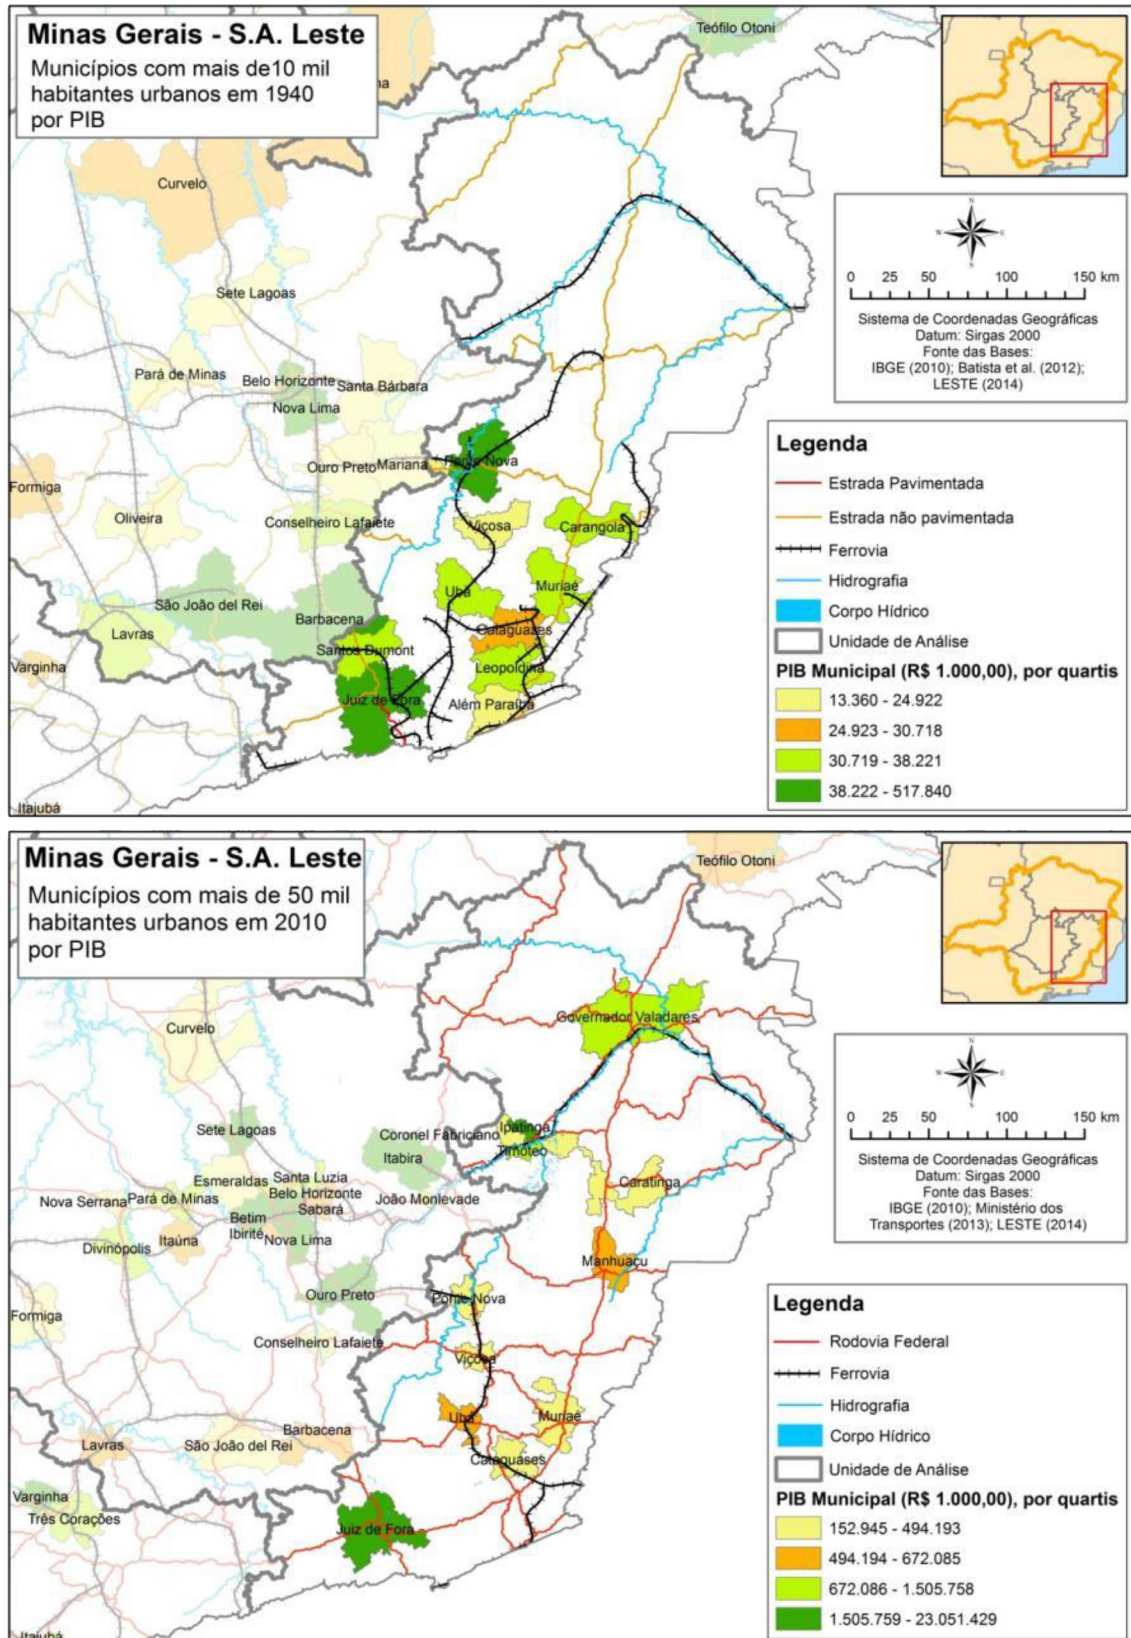 Minas Gerais - S.A. Leste
Municípios com mais de10 mil
habitantes urbanos em 1940
por PIB
Teófilo Otoni
Curvelo
Sete Lagoas
Pará de Minas
Belo Horizonte
Santa Bárbara
Nova Lima
Ouro Preto
Mariana
Ponte Nova
Formiga
Oliveira
Conselheiro Lafaiete
Viçosa
Carangola
Ubá
Muriaé
São João del Rei
Barbacena
Lavras
Cataguazes
Santos Dumont
Leopoldina
Varginha
Juiz de Fora
Além Paraíba
Itajubá
N
W
E
S
0 25 50 100 150 km
Sistema de Coordenadas Geográficas
Datum: Sirgas 2000
Fonte das Bases:
IBGE (2010); Batista et al. (2012);
LESTE (2014)
Legenda
Estrada Pavimentada
Estrada não pavimentada
Ferrovia
Hidrografia
Corpo Hídrico
Unidade de Análise
PIB Municipal (R$ 1.000,00), por quartis
13.360 - 24.922
24.923 - 30.718
30.719 - 38.221
38.222 - 517.840
Minas Gerais - S.A. Leste
Municípios com mais de 50 mil
habitantes urbanos em 2010
por PIB
Teófilo Otoni
Governador Valadares
Curvelo
Sete Lagoas
Coronel Fabriciano
Ipatinga
Timóteo
Itabira
Esmeraldas
Santa Luzia
Nova Serrana
Pará de Minas
Belo Horizonte
João Monlevade
Caratinga
Sabará
Betim
Ibirité
Itaúna
Nova Lima
Divinópolis
Manhuaçu
Ouro Preto
Ponte Nova
Formiga
Conselheiro Lafaiete
Viçosa
Ubá
Muriaé
Barbacena
Lavras
São João del Rei
Cataguases
Varginha
Três Corações
Juiz de Fora
Itajubá
N
W
E
S
0 25 50 100 150 km
Sistema de Coordenadas Geográficas
Datum: Sirgas 2000
Fonte das Bases:
IBGE (2010); Ministério dos
Transportes (2013); LESTE (2014)
Legenda
Rodovia Federal
Ferrovia
Hidrografia
Corpo Hídrico
Unidade de Análise
PIB Municipal (R$ 1.000,00), por quartis
152.945 - 494.193
494.194 - 672.085
672.086 - 1.505.758
1.505.759 - 23.051.429